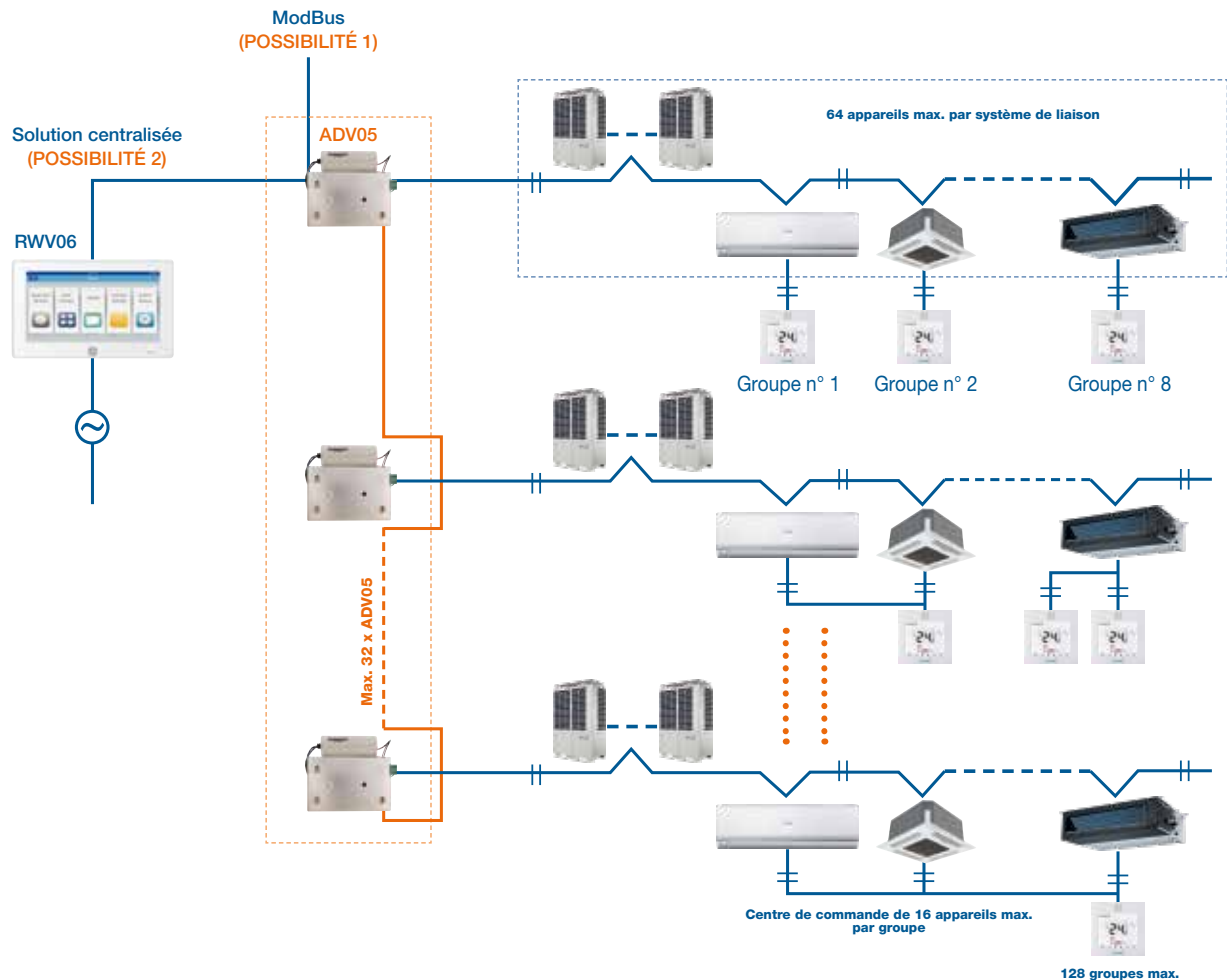 ModBus
(POSSIBILITÉ 1)
Solution centralisée
(POSSIBILITÉ 2)
ADV05
64 appareils max. par système de liaison
RWV06
Groupe n° 1
Groupe n° 2
Groupe n° 8
Max. 32 x ADV05
Centre de commande de 16 appareils max.
par groupe
128 groupes max.